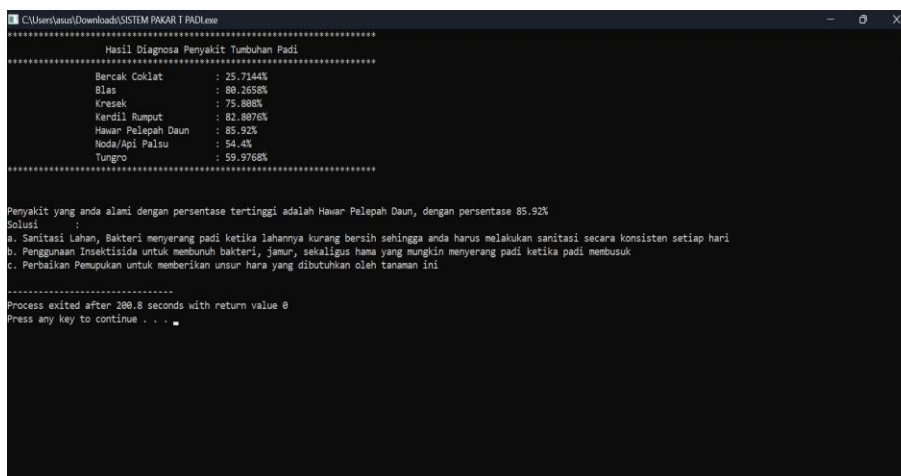 C:\Users\asus\Downloads\SISTEM PAKAR T PADI.exe
************************************************************************
Hasil Diagnosa Penyakit Tumbuhan Padi
************************************************************************
Bercak Coklat : 25.7144%
Blas : 80.2658%
Kresek : 75.808%
Kerdil Rumput : 82.8076%
Hawar Pelepah Daun : 85.92%
Noda/Api Palsu : 54.4%
Tungro : 59.9768%
************************************************************************
Penyakit yang anda alami dengan persentase tertinggi adalah Hawar Pelepah Daun, dengan persentase 85.92%
Solusi :
a. Sanitasi Lahan, Bakteri menyerang padi ketika lahannya kurang bersih sehingga anda harus melakukan sanitasi secara konsisten setiap hari
b. Penggunaan Insektisida untuk membunuh bakteri, jamur, sekaligus hama yang mungkin menyerang padi ketika padi membusuk
c. Perbaikan Pemupukan untuk memberikan unsur hara yang dibutuhkan oleh tanaman ini
--------------------------------
Process exited after 200.8 seconds with return value 0
Press any key to continue . . .